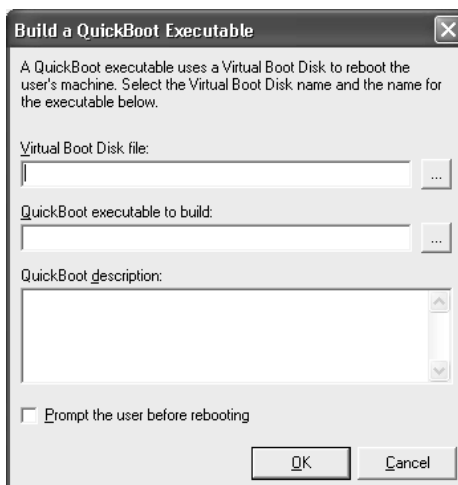 Build a QuickBoot Executable
A QuickBoot executable uses a Virtual Boot Disk to reboot the
user's machine. Select the Virtual Boot Disk name and the name for
the executable below.
Virtual Boot Disk file:
...
QuickBoot executable to build:
...
QuickBoot description:
Prompt the user before rebooting
OK
Cancel